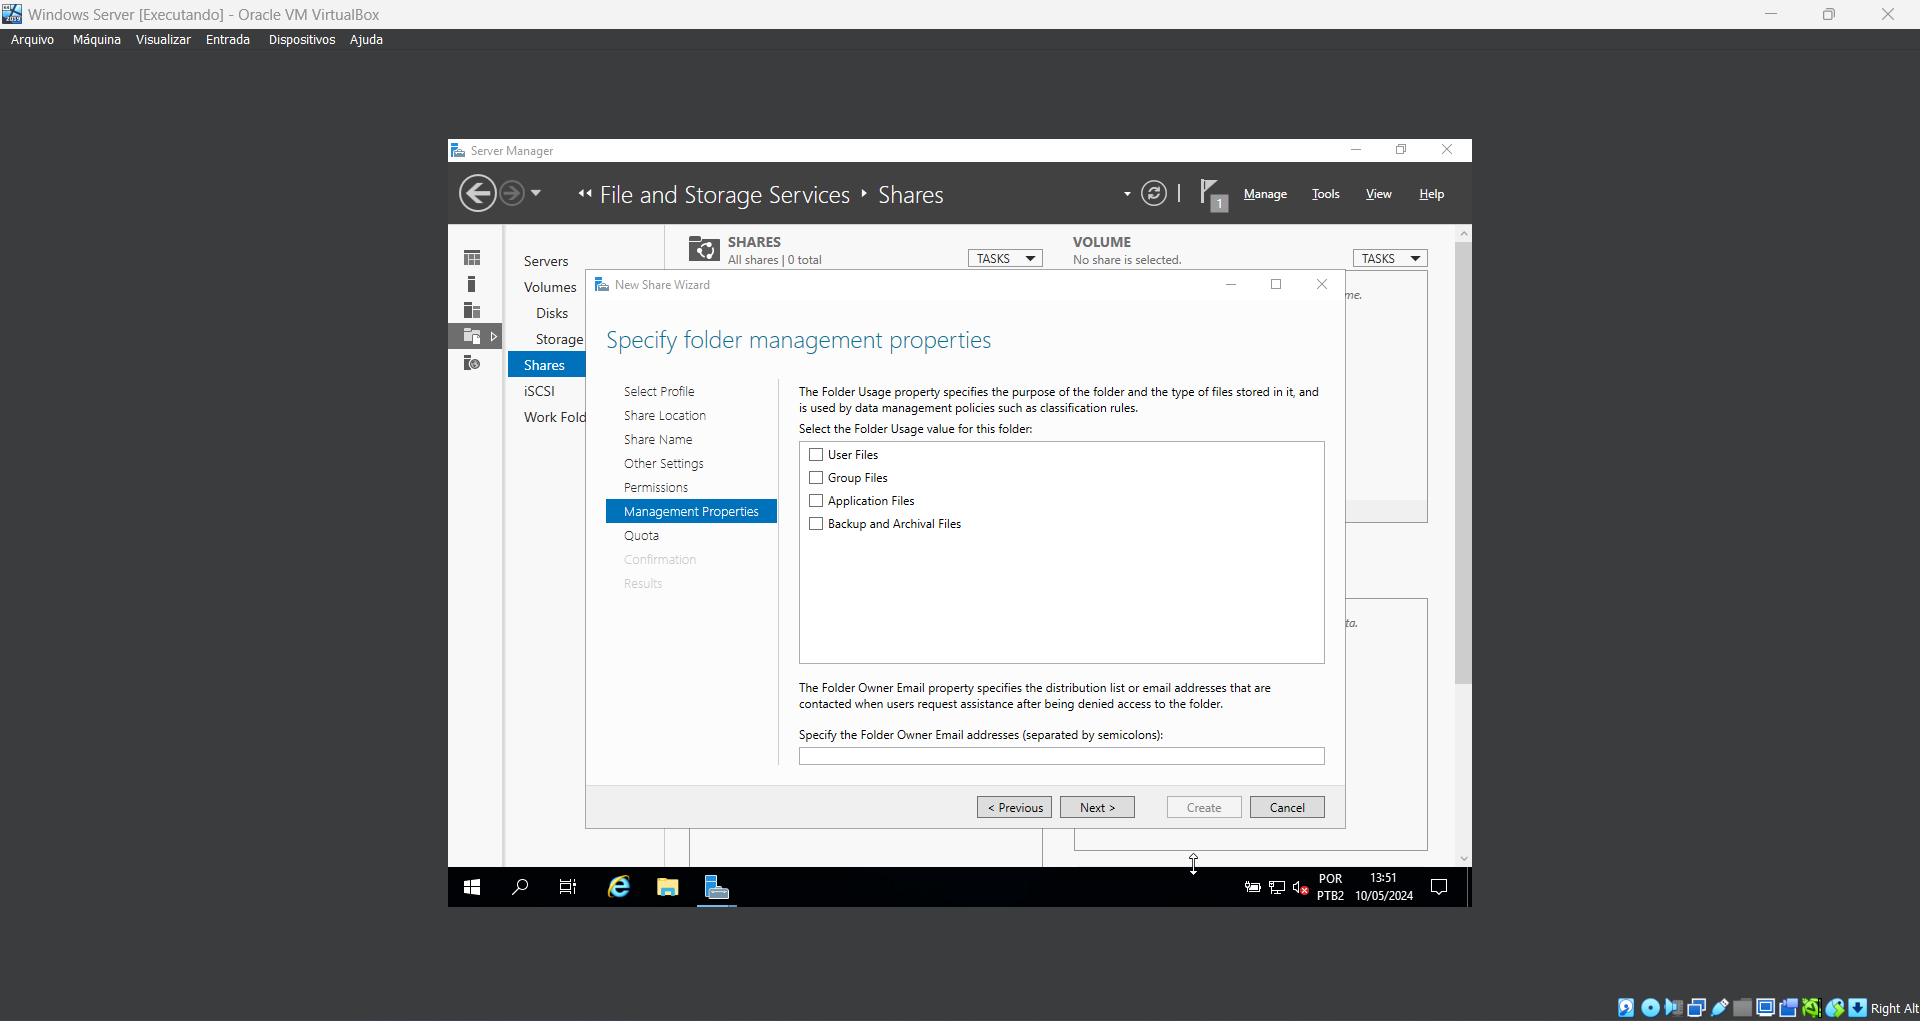 Windows Server [Executando] - Oracle VM VirtualBox
Arquivo Máquina Visualizar Entrada Dispositivos Ajuda
Server Manager
File and Storage Services Shares
1 Manage Tools View Help
Servers
Volumes
Disks
Storage
Shares
iSCSI
Work Fold
SHARES
All shares | 0 total
TASKS
VOLUME
No share is selected.
TASKS
me.
New Share Wizard
Specify folder management properties
Select Profile
Share Location
Share Name
Other Settings
Permissions
Management Properties
Quota
Confirmation
Results
The Folder Usage property specifies the purpose of the folder and the type of files stored in it, and
is used by data management policies such as classification rules.
Select the Folder Usage value for this folder:
User Files
Group Files
Application Files
Backup and Archival Files
The Folder Owner Email property specifies the distribution list or email addresses that are
contacted when users request assistance after being denied access to the folder.
Specify the Folder Owner Email addresses (separated by semicolons):
ta.
< Previous Next > Create Cancel
POR
PTB2
13:51
10/05/2024
Right Alt